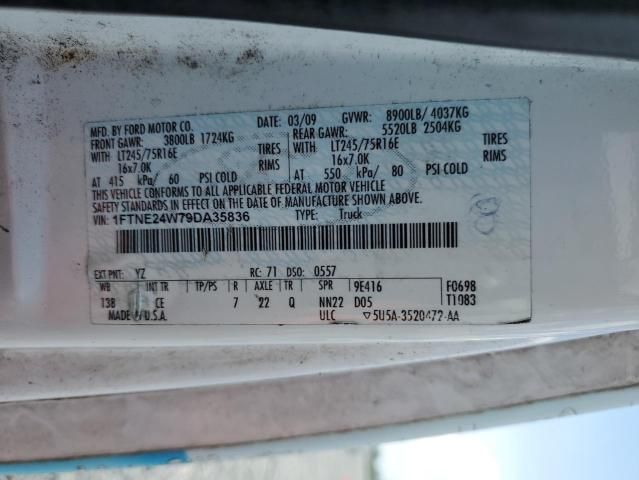 MFD. BY FORD MOTOR CO. DATE: 03/09 GVWR: 8900LB/ 4037KG
FRONT GAWR: 3800LB 1724KG REAR GAWR: 5520LB 2504KG
WITH LT245/75R16E TIRES WITH LT245/75R16E TIRES
16x7.0K RIMS 16x7.0K RIMS
AT 415 kPa/ 60 PSI COLD AT 550 kPa/ 80 PSI COLD
THIS VEHICLE CONFORMS TO ALL APPLICABLE FEDERAL MOTOR VEHICLE
SAFETY STANDARDS IN EFFECT ON THE DATE OF MANUFACTURE SHOWN ABOVE.
VIN: 1FTNE24W79DA35836 TYPE: Truck
EXT PNT: YZ RC: 71 DSO: 0557
WB INT TR TP/PS R AXLE TR SPR 9E416 F0698
138 CE 7 22 Q NN22 D05 T1083
MADE IN U.S.A. ULC ▽5U5A-3520472-AA